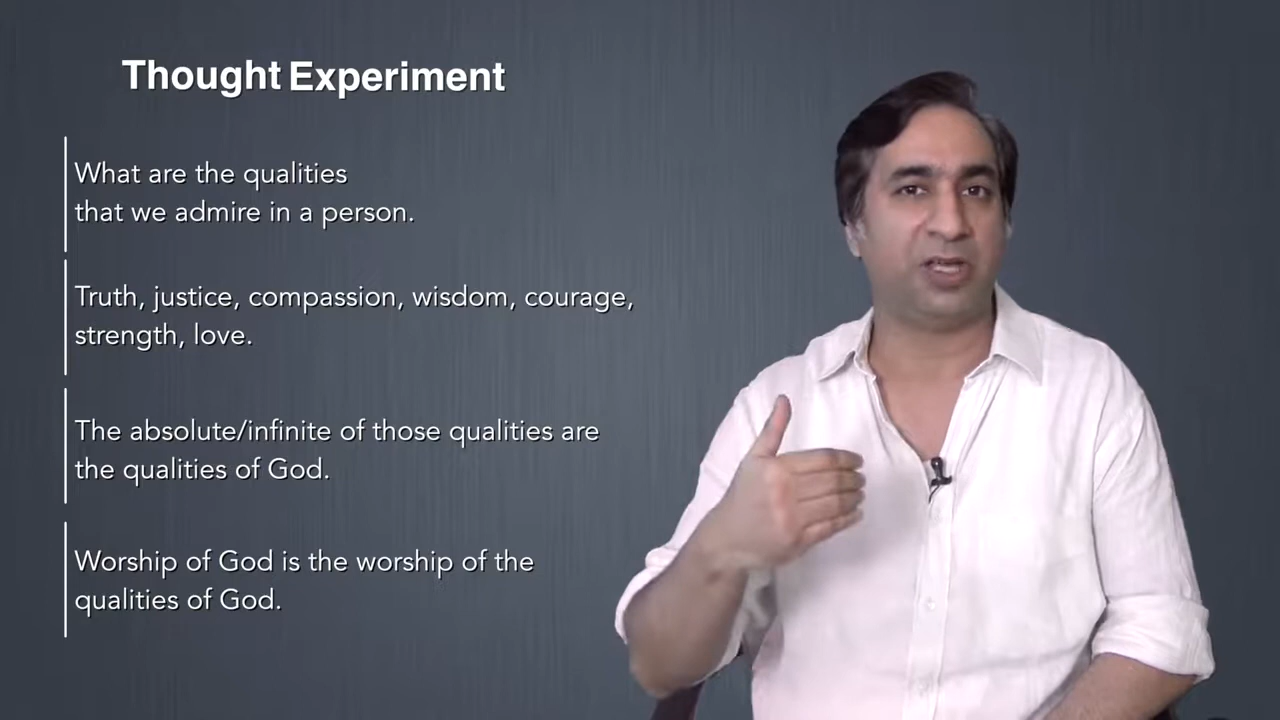 Thought Experiment
What are the qualities
that we admire in a person.
Truth, justice, compassion, wisdom, courage,
strength, love.
The absolute/infinite of those qualities are
the qualities of God.
Worship of God is the worship of the
qualities of God.